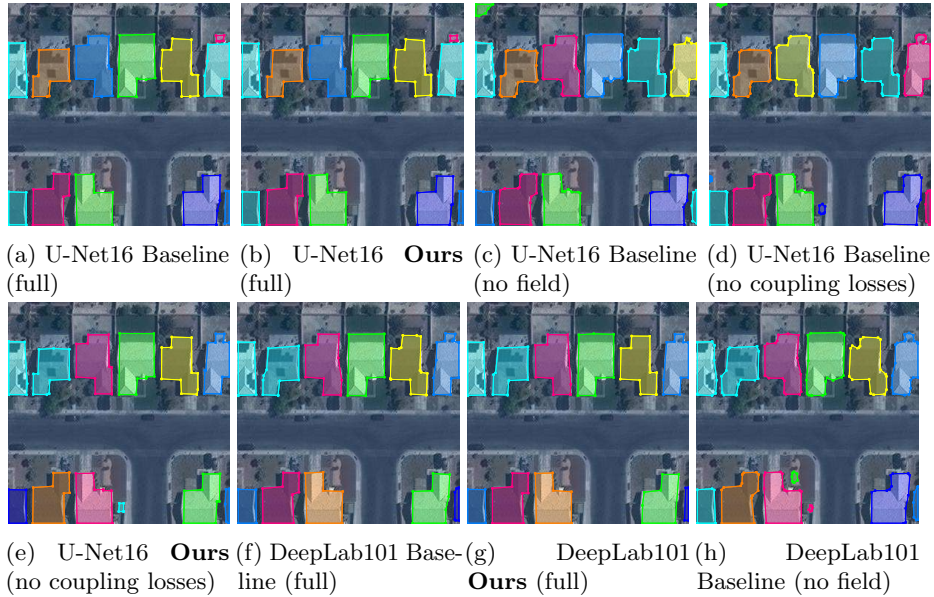 (a) U-Net16 Baseline (full)
(b) U-Net16 Ours (full)
(c) U-Net16 Baseline (no field)
(d) U-Net16 Baseline (no coupling losses)
(e) U-Net16 Ours (no coupling losses)
(f) DeepLab101 Base-
line (full)
(g) DeepLab101 Ours (full)
(h) DeepLab101 Baseline (no field)